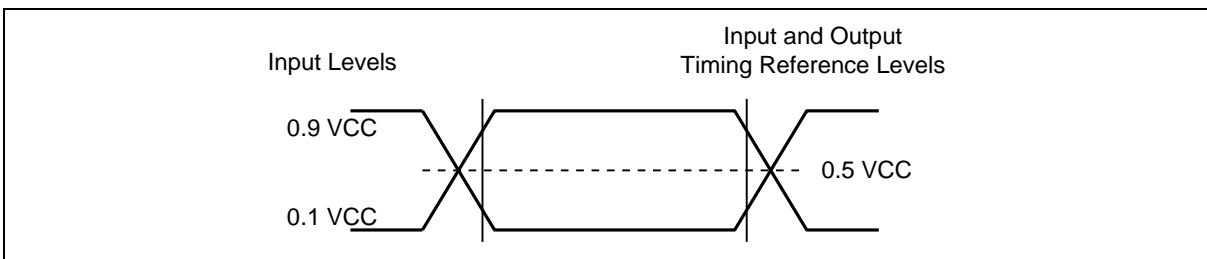 Input Levels
Input and Output
Timing Reference Levels
0.9 VCC
0.5 VCC
0.1 VCC